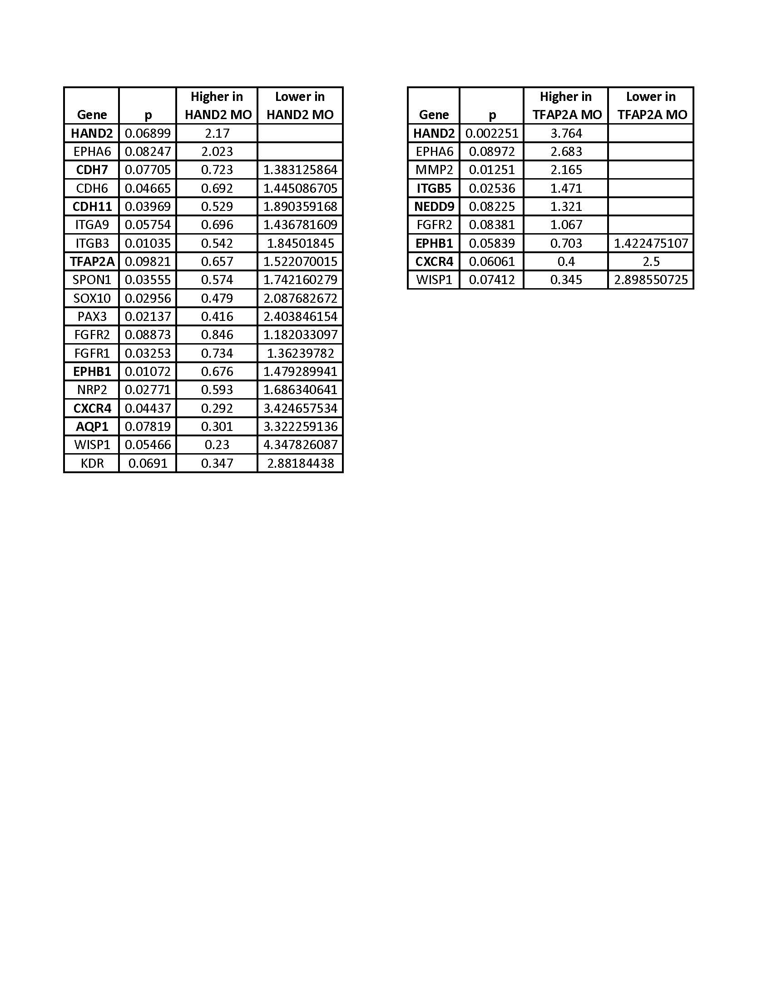 Gene p Higher in HAND2 MO Lower in HAND2 MO
HAND2 0.06899 2.17
EPHA6 0.08247 2.023
CDH7 0.07705 0.723 1.383125864
CDH6 0.04665 0.692 1.445086705
CDH11 0.03969 0.529 1.890359168
ITGA9 0.05754 0.696 1.436781609
ITGB3 0.01035 0.542 1.84501845
TFAP2A 0.09821 0.657 1.522070015
SPON1 0.03555 0.574 1.742160279
SOX10 0.02956 0.479 2.087682672
PAX3 0.02137 0.416 2.403846154
FGFR2 0.08873 0.846 1.182033097
FGFR1 0.03253 0.734 1.36239782
EPHB1 0.01072 0.676 1.479289941
NRP2 0.02771 0.593 1.686340641
CXCR4 0.04437 0.292 3.424657534
AQP1 0.07819 0.301 3.322259136
WISP1 0.05466 0.23 4.347826087
KDR 0.0691 0.347 2.88184438
Gene p Higher in TFAP2A MO Lower in TFAP2A MO
HAND2 0.002251 3.764
EPHA6 0.08972 2.683
MMP2 0.01251 2.165
ITGB5 0.02536 1.471
NEDD9 0.08225 1.321
FGFR2 0.08381 1.067
EPHB1 0.05839 0.703 1.422475107
CXCR4 0.06061 0.4 2.5
WISP1 0.07412 0.345 2.898550725